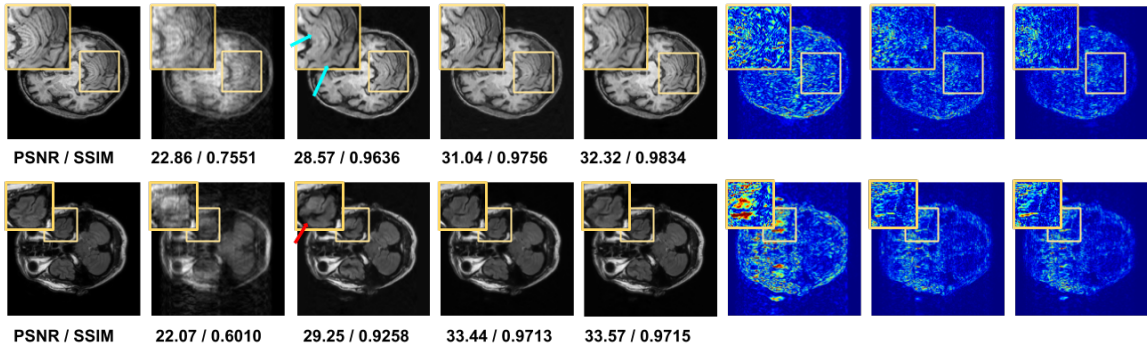 PSNR / SSIM 22.86 / 0.7551 28.57 / 0.9636 31.04 / 0.9756 32.32 / 0.9834
PSNR / SSIM 22.07 / 0.6010 29.25 / 0.9258 33.44 / 0.9713 33.57 / 0.9715